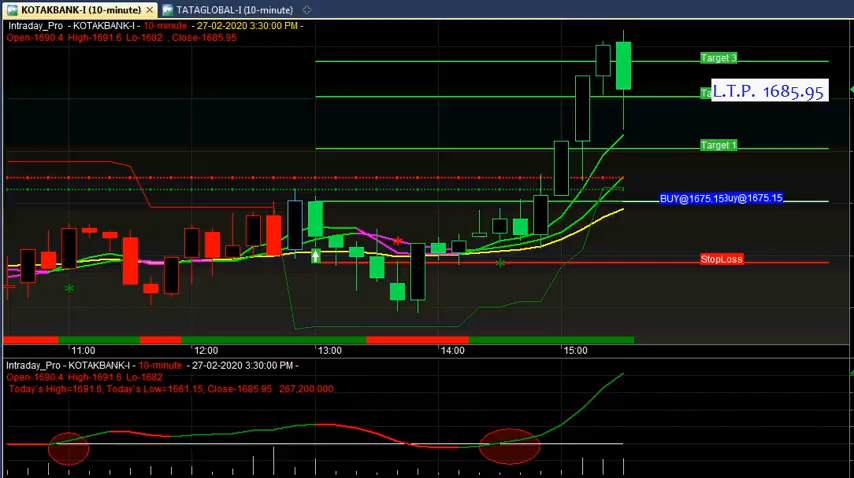 KOTAKBANK-I (10-minute)
TATAGLOBAL-I (10-minute)
Intraday_Pro - KOTAKBANK-I - 10-minute - 27-02-2020 3:30:00 PM -
Open-1690.4 High-1691.6 Lo-1682 , Close-1685.95
Target 3
L.T.P. 1685.95
Target 1
BUY@1675.15
Buy@1675.15
StopLoss
11:00 12:00 13:00 14:00 15:00
Intraday_Pro - KOTAKBANK-I - 10-minute - 27-02-2020 3:30:00 PM -
Open-1690.4 High-1691.6 Lo-1682
Today`s High=1691.6, Today`s Low=1661.15, Close-1685.95 267,200.000